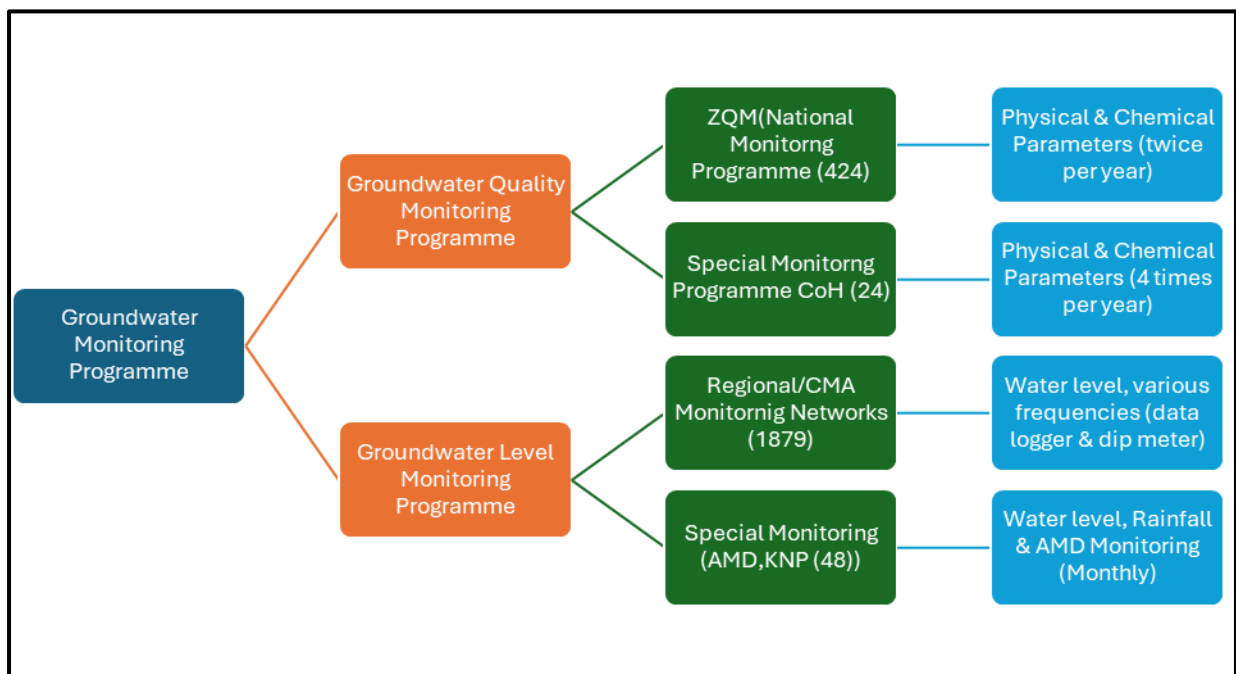 Groundwater
Monitoring
Programme
Groundwater Quality
Monitoring
Programme
Groundwater Level
Monitoring
Programme
ZQM(National
Monitorng
Programme (424)
Special Monitorng
Programme CoH (24)
Regional/CMA
Monitornig Networks
(1879)
Special Monitoring
(AMD,KNP (48))
Physical & Chemical
Parameters (twice
per year)
Physical & Chemical
Parameters (4 times
per year)
Water level, various
frequencies (data
logger & dip meter)
Water level, Rainfall
& AMD Monitoring
(Monthly)